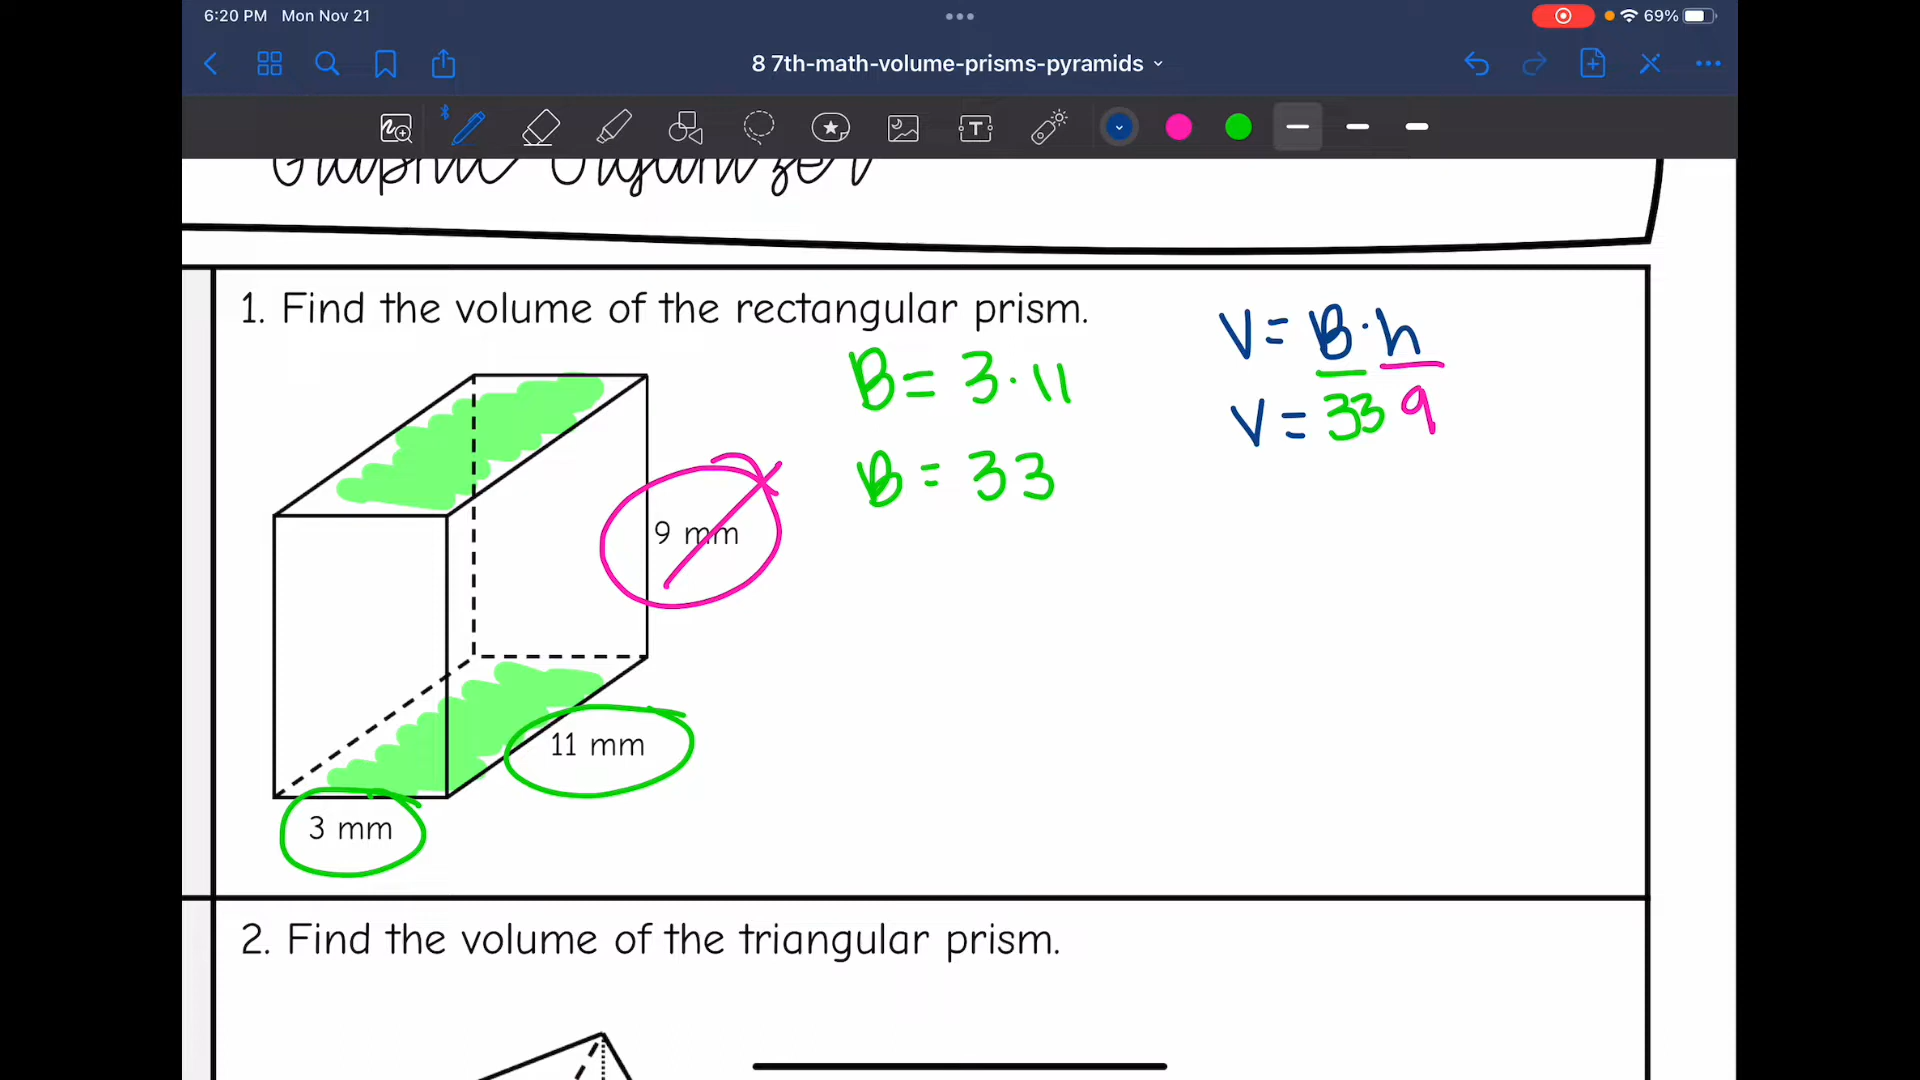 6:20 PM Mon Nov 21
69%
8 7th-math-volume-prisms-pyramids
Graphic Organizer
1. Find the volume of the rectangular prism.
V = B · h
B = 3 · 11
V = 33 9
B = 33
9 mm
11 mm
3 mm
2. Find the volume of the triangular prism.